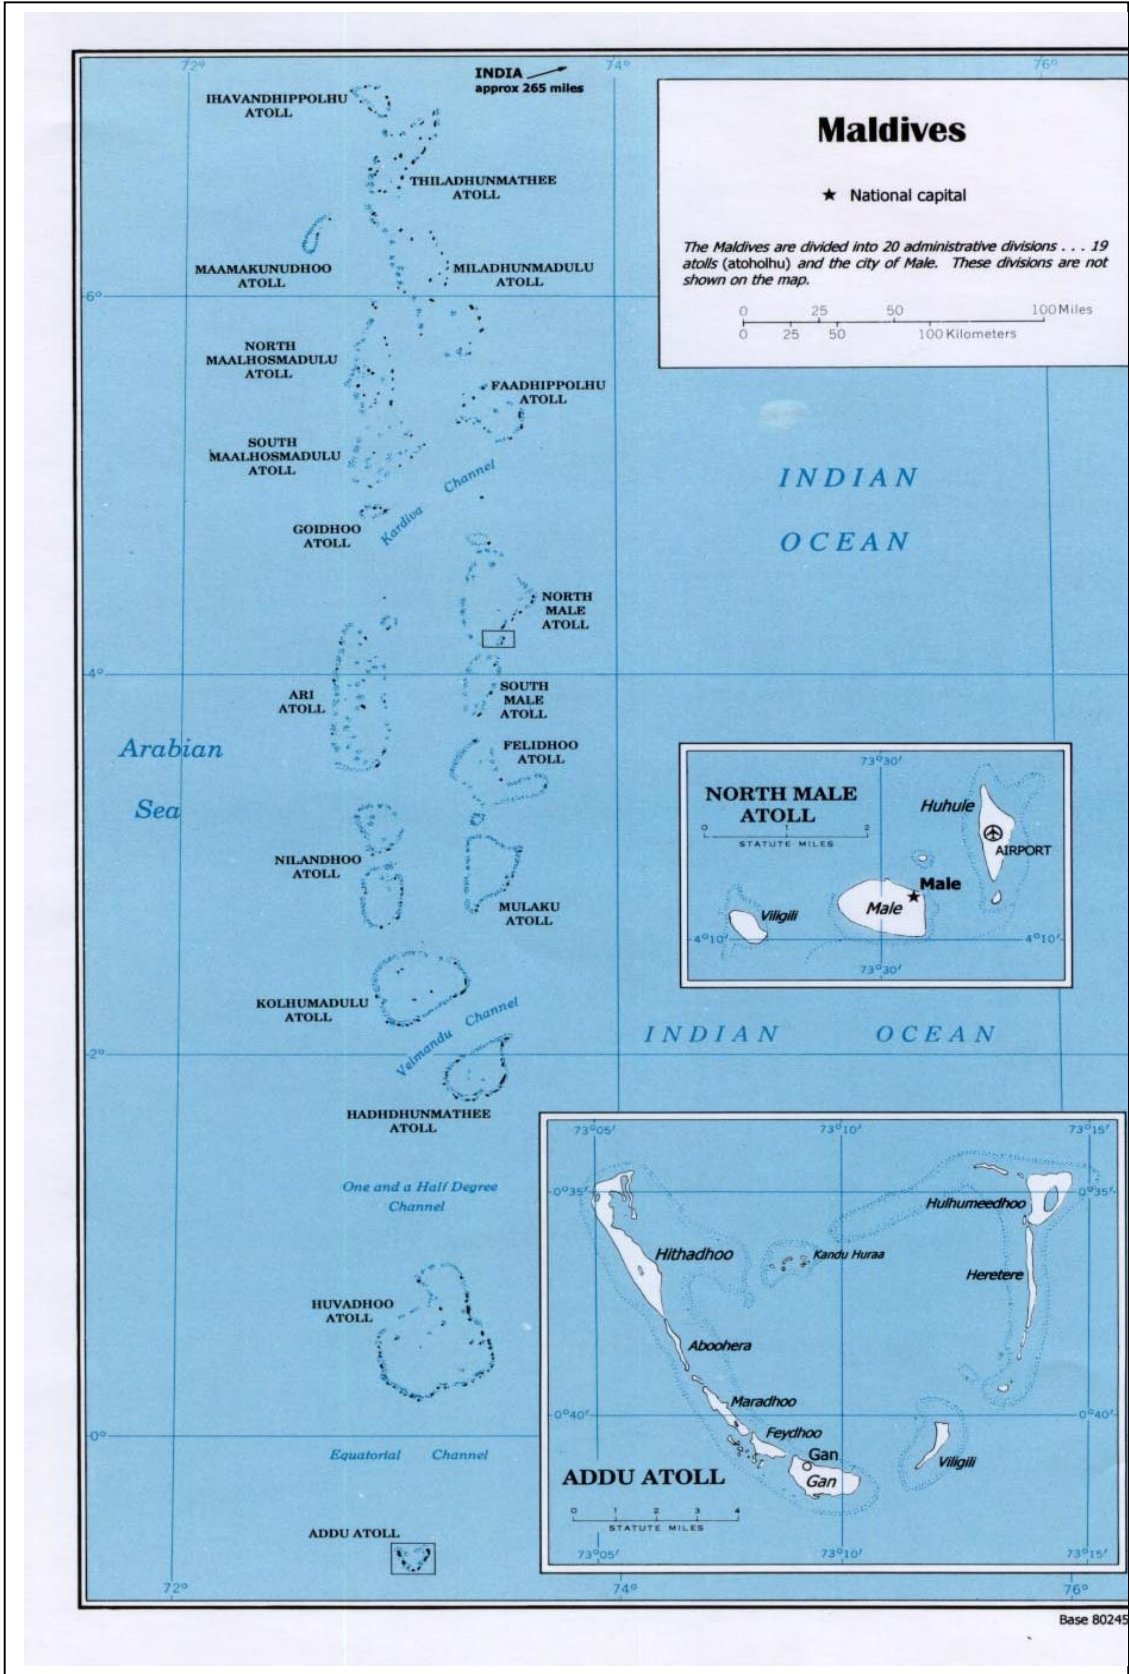 72°
74°
76°
INDIA
approx 265 miles
IHAVANDHIPPOLHU
ATOLL
Maldives
★ National capital
The Maldives are divided into 20 administrative divisions . . . 19
atolls (atoholhu) and the city of Male. These divisions are not
shown on the map.
0 25 50 100 Miles
0 25 50 100 Kilometers
THILADHUNMATHEE
ATOLL
MAAMAKUNUDHOO
ATOLL
MILADHUNMADULU
ATOLL
6°
NORTH
MAALHOSMADULU
ATOLL
FAADHIPPOLHU
ATOLL
SOUTH
MAALHOSMADULU
ATOLL
Kardiva Channel
GOIDHOO
ATOLL
INDIAN
OCEAN
NORTH
MALE
ATOLL
4°
ARI
ATOLL
SOUTH
MALE
ATOLL
Arabian
Sea
FELIDHOO
ATOLL
NILANDHOO
ATOLL
MULAKU
ATOLL
73°30'
NORTH MALE
ATOLL
0 1 2
STATUTE MILES
Huhule
AIRPORT
Male
Male
Viligili
4°10'
4°10'
73°30'
KOLHUMADULU
ATOLL
Veimandu Channel
INDIAN OCEAN
2°
HADHDHUNMATHEE
ATOLL
One and a Half Degree
Channel
HUVADHOO
ATOLL
0°
Equatorial Channel
ADDU ATOLL
73°05' 73°10' 73°15'
0°35'
0°35'
Hulhumeedhoo
Hithadhoo
Kandu Huraa
Heretere
Aboohera
Maradhoo
0°40'
0°40'
Feydhoo
Gan
Gan
Viligili
ADDU ATOLL
0 1 2 3 4
STATUTE MILES
73°05' 73°10' 73°15'
72°
74°
76°
Base 80245